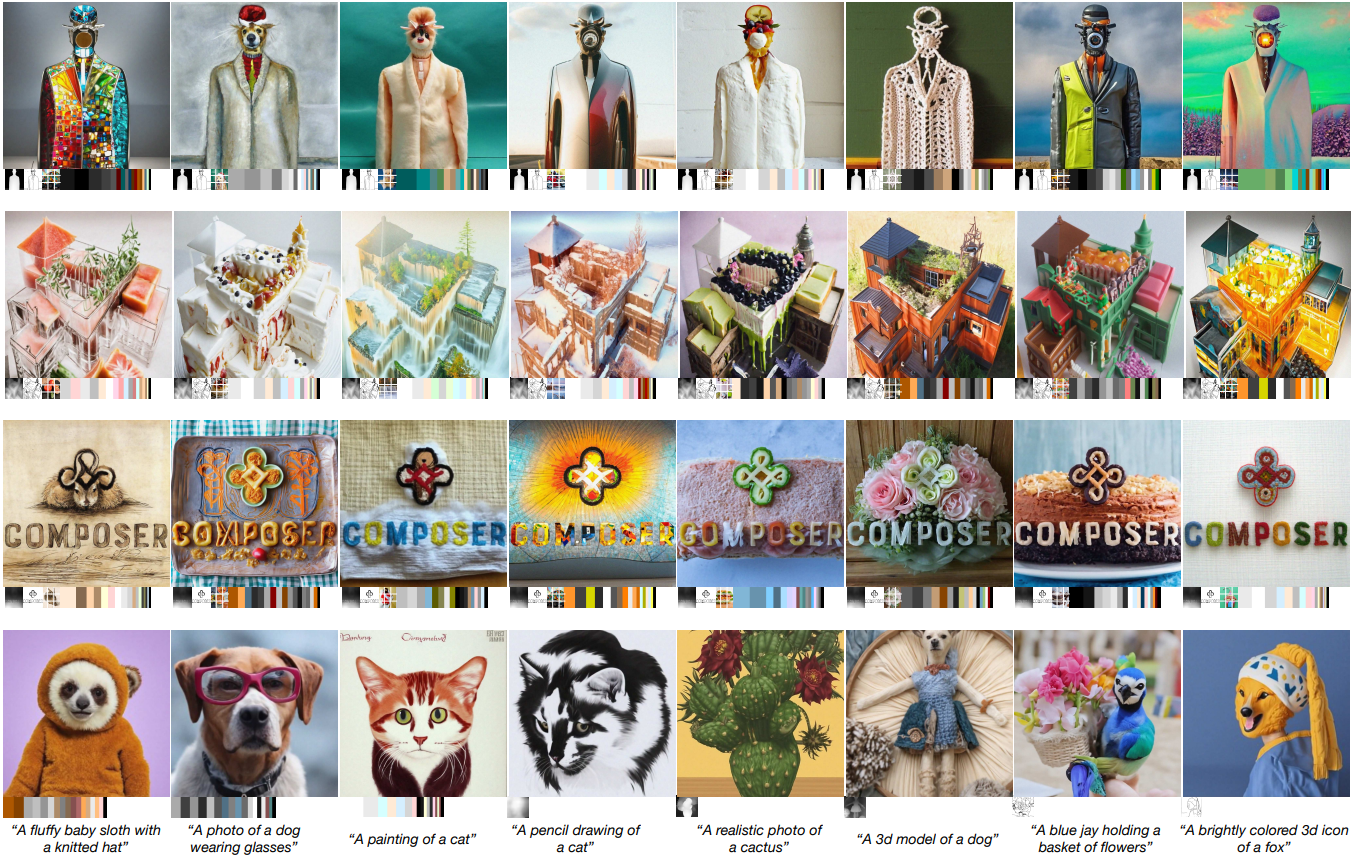 COMPOSER COMPOSER COMPOSER COMPOSER COMPOSER COMPOSER COMPOSER COMPOSER
“A fluffy baby sloth with
a knitted hat”
“A photo of a dog
wearing glasses”
“A painting of a cat”
“A pencil drawing of
a cat”
“A realistic photo of
a cactus”
“A 3d model of a dog”
“A blue jay holding a
basket of flowers”
“A brightly colored 3d icon
of a fox”